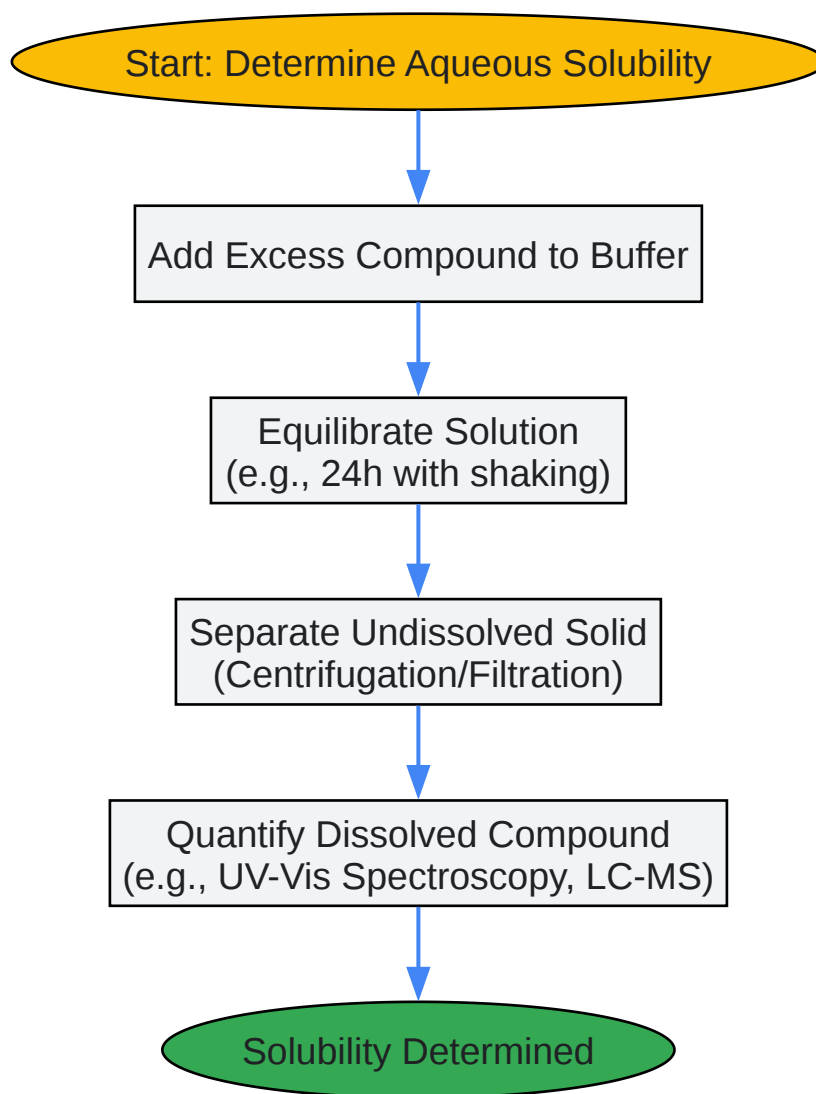 Start: Determine Aqueous Solubility
Add Excess Compound to Buffer
Equilibrate Solution
(e.g., 24h with shaking)
Separate Undissolved Solid
(Centrifugation/Filtration)
Quantify Dissolved Compound
(e.g., UV-Vis Spectroscopy, LC-MS)
Solubility Determined